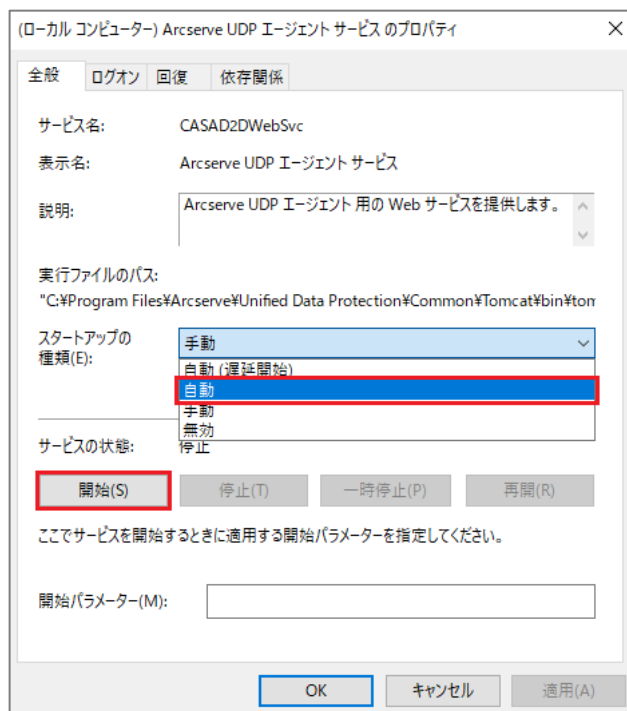 (ローカル コンピューター) Arcserve UDP エージェント サービス のプロパティ
全般 ログオン 回復 依存関係
サービス名: CASAD2DWebSvc
表示名: Arcserve UDP エージェント サービス
説明: Arcserve UDP エージェント 用の Web サービスを提供します。
実行ファイルのパス:
"C:¥Program Files¥Arcserve¥Unified Data Protection¥Common¥Tomcat¥bin¥tom
スタートアップの
種類(E): 手動
自動 (遅延開始)
自動
手動
無効
サービスの状態: 停止
開始(S) 停止(T) 一時停止(P) 再開(R)
ここでサービスを開始するときに適用する開始パラメーターを指定してください。
開始パラメーター(M):
OK キャンセル 適用(A)